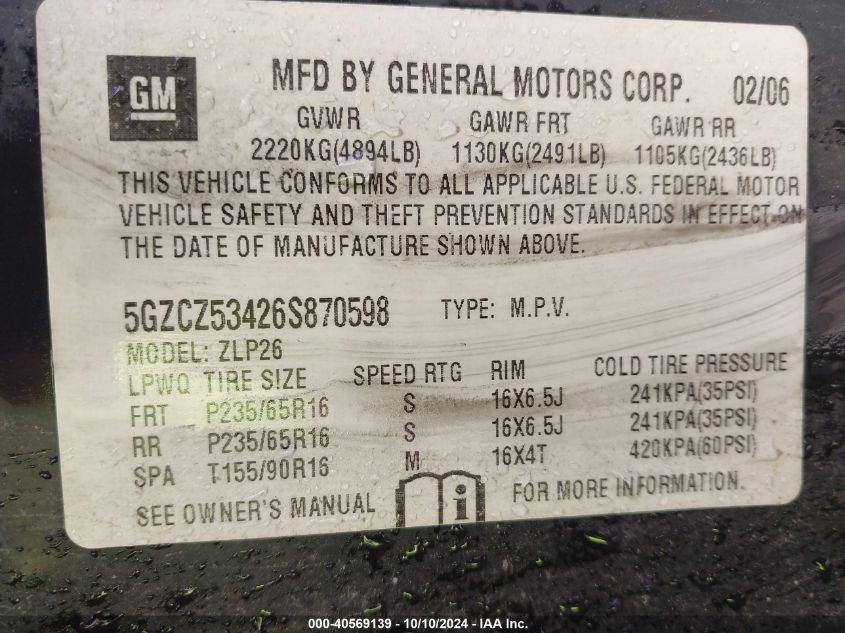 GM
MFD BY GENERAL MOTORS CORP. 02/06
GVWR GAWR FRT GAWR RR
2220KG(4894LB) 1130KG(2491LB) 1105KG(2436LB)
THIS VEHICLE CONFORMS TO ALL APPLICABLE U.S. FEDERAL MOTOR
VEHICLE SAFETY AND THEFT PREVENTION STANDARDS IN EFFECT ON
THE DATE OF MANUFACTURE SHOWN ABOVE.
5GZCZ53426S870598 TYPE: M.P.V.
MODEL: ZLP26
LPWQ TIRE SIZE SPEED RTG RIM COLD TIRE PRESSURE
FRT P235/65R16 S 16X6.5J 241KPA(35PSI)
RR P235/65R16 S 16X6.5J 241KPA(35PSI)
SPA T155/90R16 M 16X4T 420KPA(60PSI)
SEE OWNER'S MANUAL i FOR MORE INFORMATION.
000-40569139 - 10/10/2024 - IAA Inc.